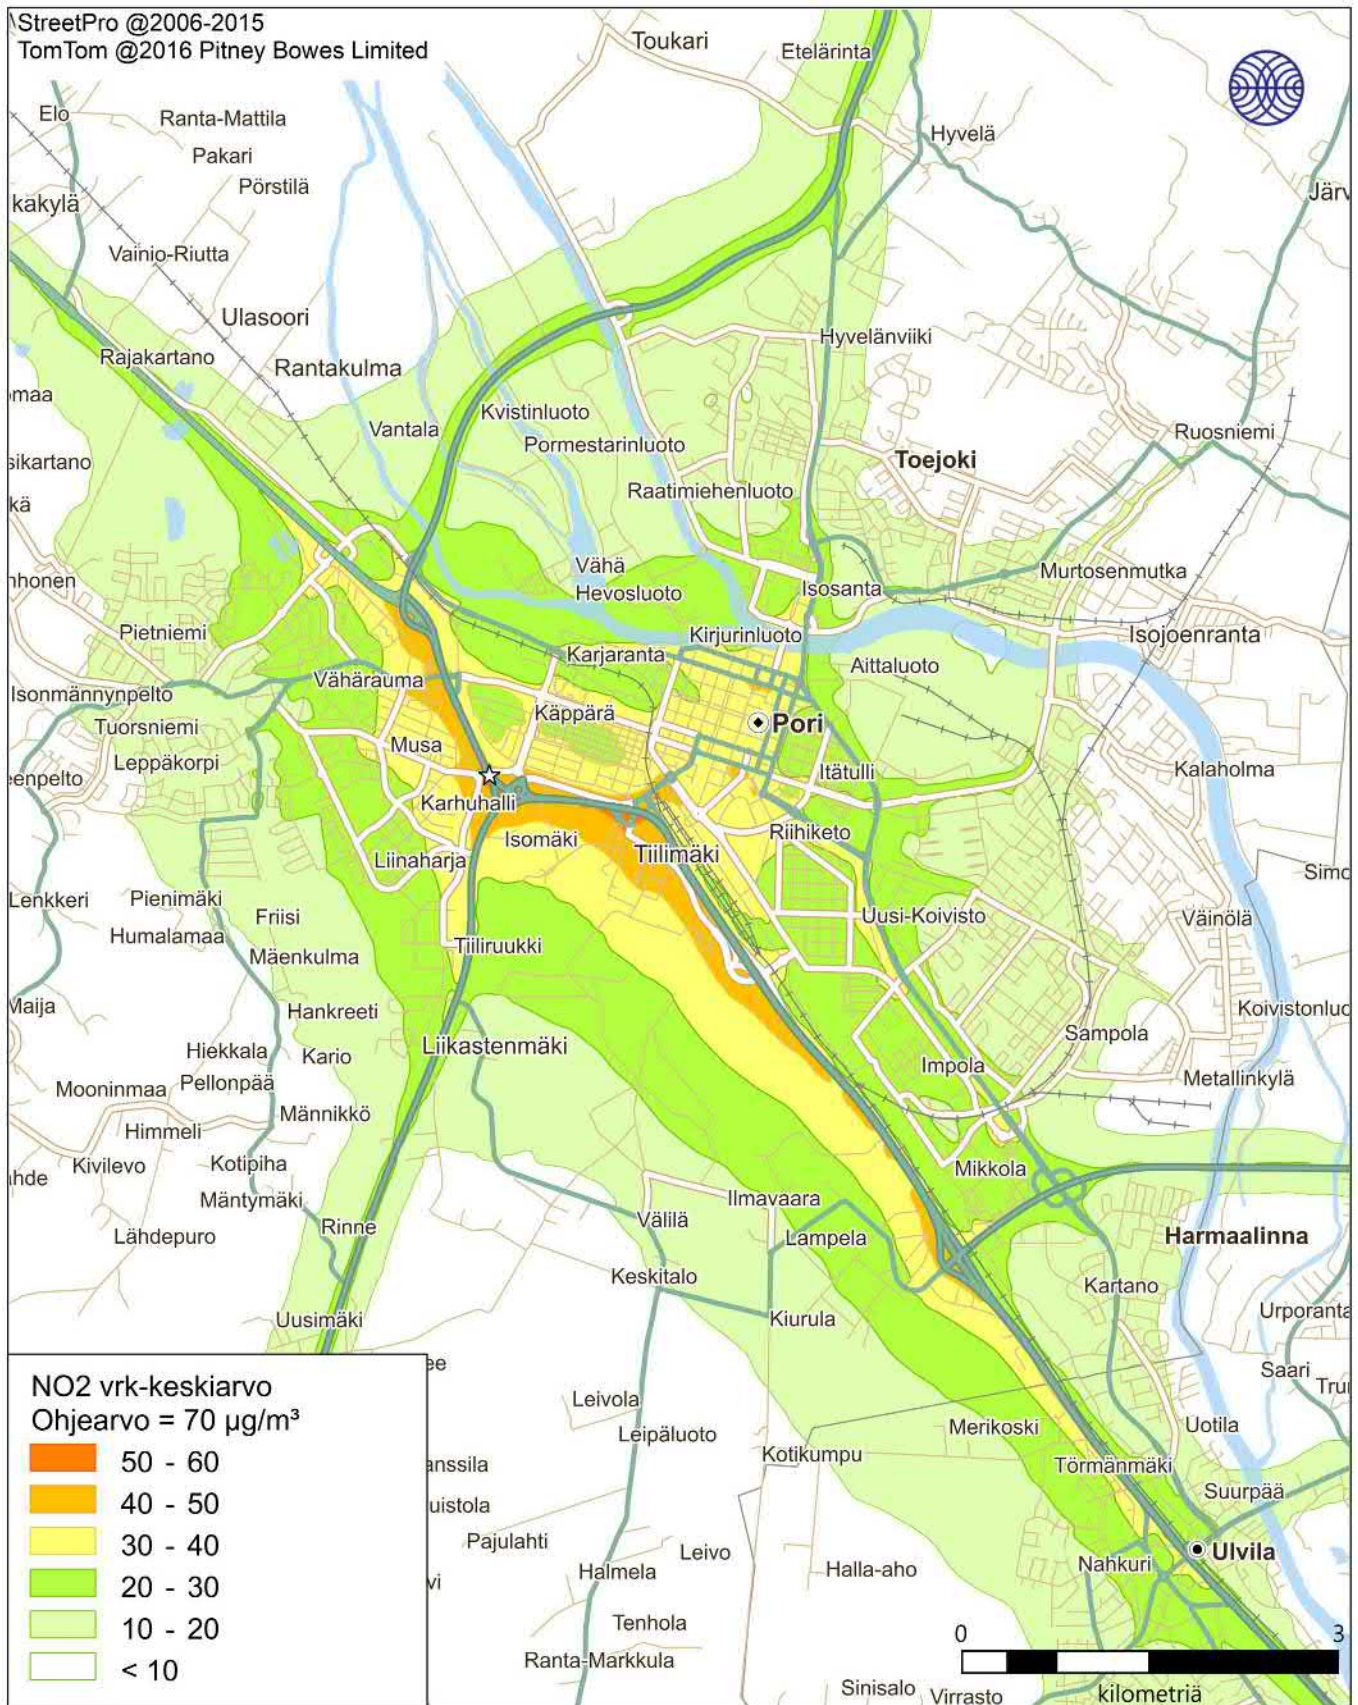 \StreetPro @2006-2015
TomTom @2016 Pitney Bowes Limited
Toukari
Etelärinta
Elo
Ranta-Mattila
Hyvelä
Pakari
Pörstilä
kakylä
Järv
Vainio-Riutta
Ulasoori
Hyvelänviiki
Rajakartano
Rantakulma
omaa
Kvistinluoto
Vantala
Pormestarinluoto
Ruosniemi
sikartano
Toejoki
Raatimiehenluoto
kä
Vähä
Hevosluoto
nhonen
Murtosenmutka
Isosanta
Pietniemi
Kirjurinluoto
Isojoenranta
Karjaranta
Aittaluoto
Vähärauma
Isonmännynpelto
Käppärä
Pori
Tuorsniemi
Musa
Leppäkorpi
Itätulli
Kalaholma
eenpelto
Karhuhalli
Isomäki
Riihiketo
Liinaharja
Tiilimäki
Simo
Lenkkeri
Pienimäki
Friisi
Uusi-Koivisto
Väinölä
Humalamaa
Tiiliruukki
Mäenkulma
Maija
Hankreeti
Koivistonluo
Sampola
Hiekkala
Kario
Liikastenmäki
Impola
Mooninmaa
Pellonpää
Metallinkylä
Männikkö
Himmeli
Kivilevo
Kotipiha
Mikkola
ahde
Mäntymäki
Ilmavaara
Rinne
Välilä
Lampela
Harmaalinna
Lähdepuro
Keskitalo
Kartano
Uusimäki
Kiurula
Urporanta
ee
Saari
Trur
NO2 vrk-keskiarvo
Ohjearvo = 70 µg/m³
50 - 60
40 - 50
30 - 40
20 - 30
10 - 20
< 10
Leivola
Leipäluoto
Merikoski
Uotila
Kotikumpu
Törmänmäki
anssila
Suurpää
uistola
Pajulahti
Leivo
Ulvila
Halmela
Halla-aho
Nahkuri
vi
Tenhola
0 3
Ranta-Markkula
Sinisalo
Virrasto
kilometriä